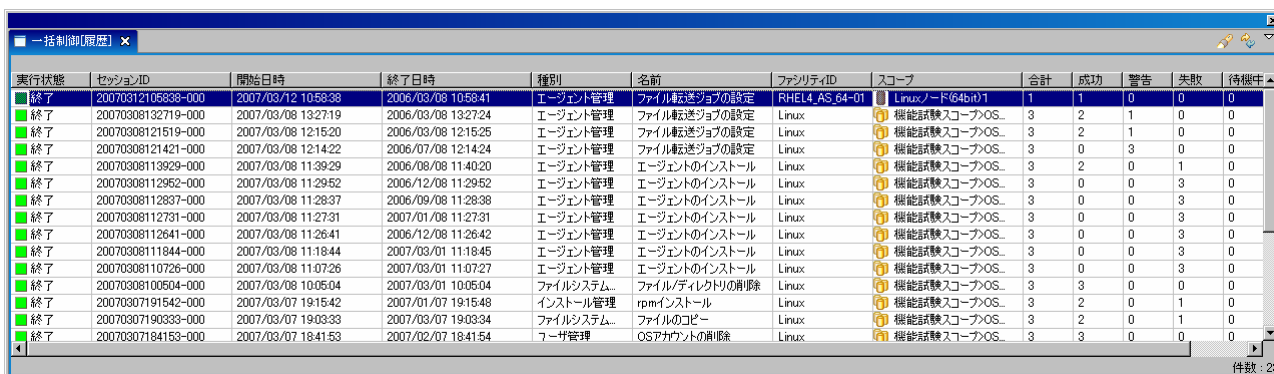 一括制御[履歴]
実行状態 セッションID 開始日時 終了日時 種別 名前 ファシリティID スコープ 合計 成功 警告 失敗 待機中
終了 20070312105838-000 2007/03/12 10:58:38 2006/03/08 10:58:41 エージェント管理 ファイル転送ジョブの設定 RHEL4_AS_64-01 Linuxノード(64bit)1 1 1 0 0 0
終了 20070308132719-000 2007/03/08 13:27:19 2006/03/08 13:27:24 エージェント管理 ファイル転送ジョブの設定 Linux 機能試験スコープ>OS... 3 2 1 0 0
終了 20070308121519-000 2007/03/08 12:15:20 2006/03/08 12:15:25 エージェント管理 ファイル転送ジョブの設定 Linux 機能試験スコープ>OS... 3 2 1 0 0
終了 20070308121421-000 2007/03/08 12:14:22 2006/07/08 12:14:24 エージェント管理 ファイル転送ジョブの設定 Linux 機能試験スコープ>OS... 3 0 3 0 0
終了 20070308113929-000 2007/03/08 11:39:29 2006/08/08 11:40:20 エージェント管理 エージェントのインストール Linux 機能試験スコープ>OS... 3 2 0 1 0
終了 20070308112952-000 2007/03/08 11:29:52 2006/12/08 11:29:52 エージェント管理 エージェントのインストール Linux 機能試験スコープ>OS... 3 0 0 3 0
終了 20070308112837-000 2007/03/08 11:28:37 2006/09/08 11:28:38 エージェント管理 エージェントのインストール Linux 機能試験スコープ>OS... 3 0 0 3 0
終了 20070308112731-000 2007/03/08 11:27:31 2007/01/08 11:27:31 エージェント管理 エージェントのインストール Linux 機能試験スコープ>OS... 3 0 0 3 0
終了 20070308112641-000 2007/03/08 11:26:41 2006/12/08 11:26:42 エージェント管理 エージェントのインストール Linux 機能試験スコープ>OS... 3 0 0 3 0
終了 20070308111844-000 2007/03/08 11:18:44 2007/03/01 11:18:45 エージェント管理 エージェントのインストール Linux 機能試験スコープ>OS... 3 0 0 3 0
終了 20070308110726-000 2007/03/08 11:07:26 2007/03/01 11:07:27 エージェント管理 エージェントのインストール Linux 機能試験スコープ>OS... 3 0 0 3 0
終了 20070308100504-000 2007/03/08 10:05:04 2007/03/01 10:05:04 ファイルシステム... ファイル/ディレクトリの削除 Linux 機能試験スコープ>OS... 3 3 0 0 0
終了 20070307191542-000 2007/03/07 19:15:42 2007/01/07 19:15:48 インストール管理 rpmインストール Linux 機能試験スコープ>OS... 3 2 0 1 0
終了 20070307190333-000 2007/03/07 19:03:33 2007/03/07 19:03:34 ファイルシステム... ファイルのコピー Linux 機能試験スコープ>OS... 3 2 0 1 0
終了 20070307184153-000 2007/03/07 18:41:53 2007/02/07 18:41:54 ユーザ管理 OSアカウントの削除 Linux 機能試験スコープ>OS... 3 3 0 0 0
件数 :